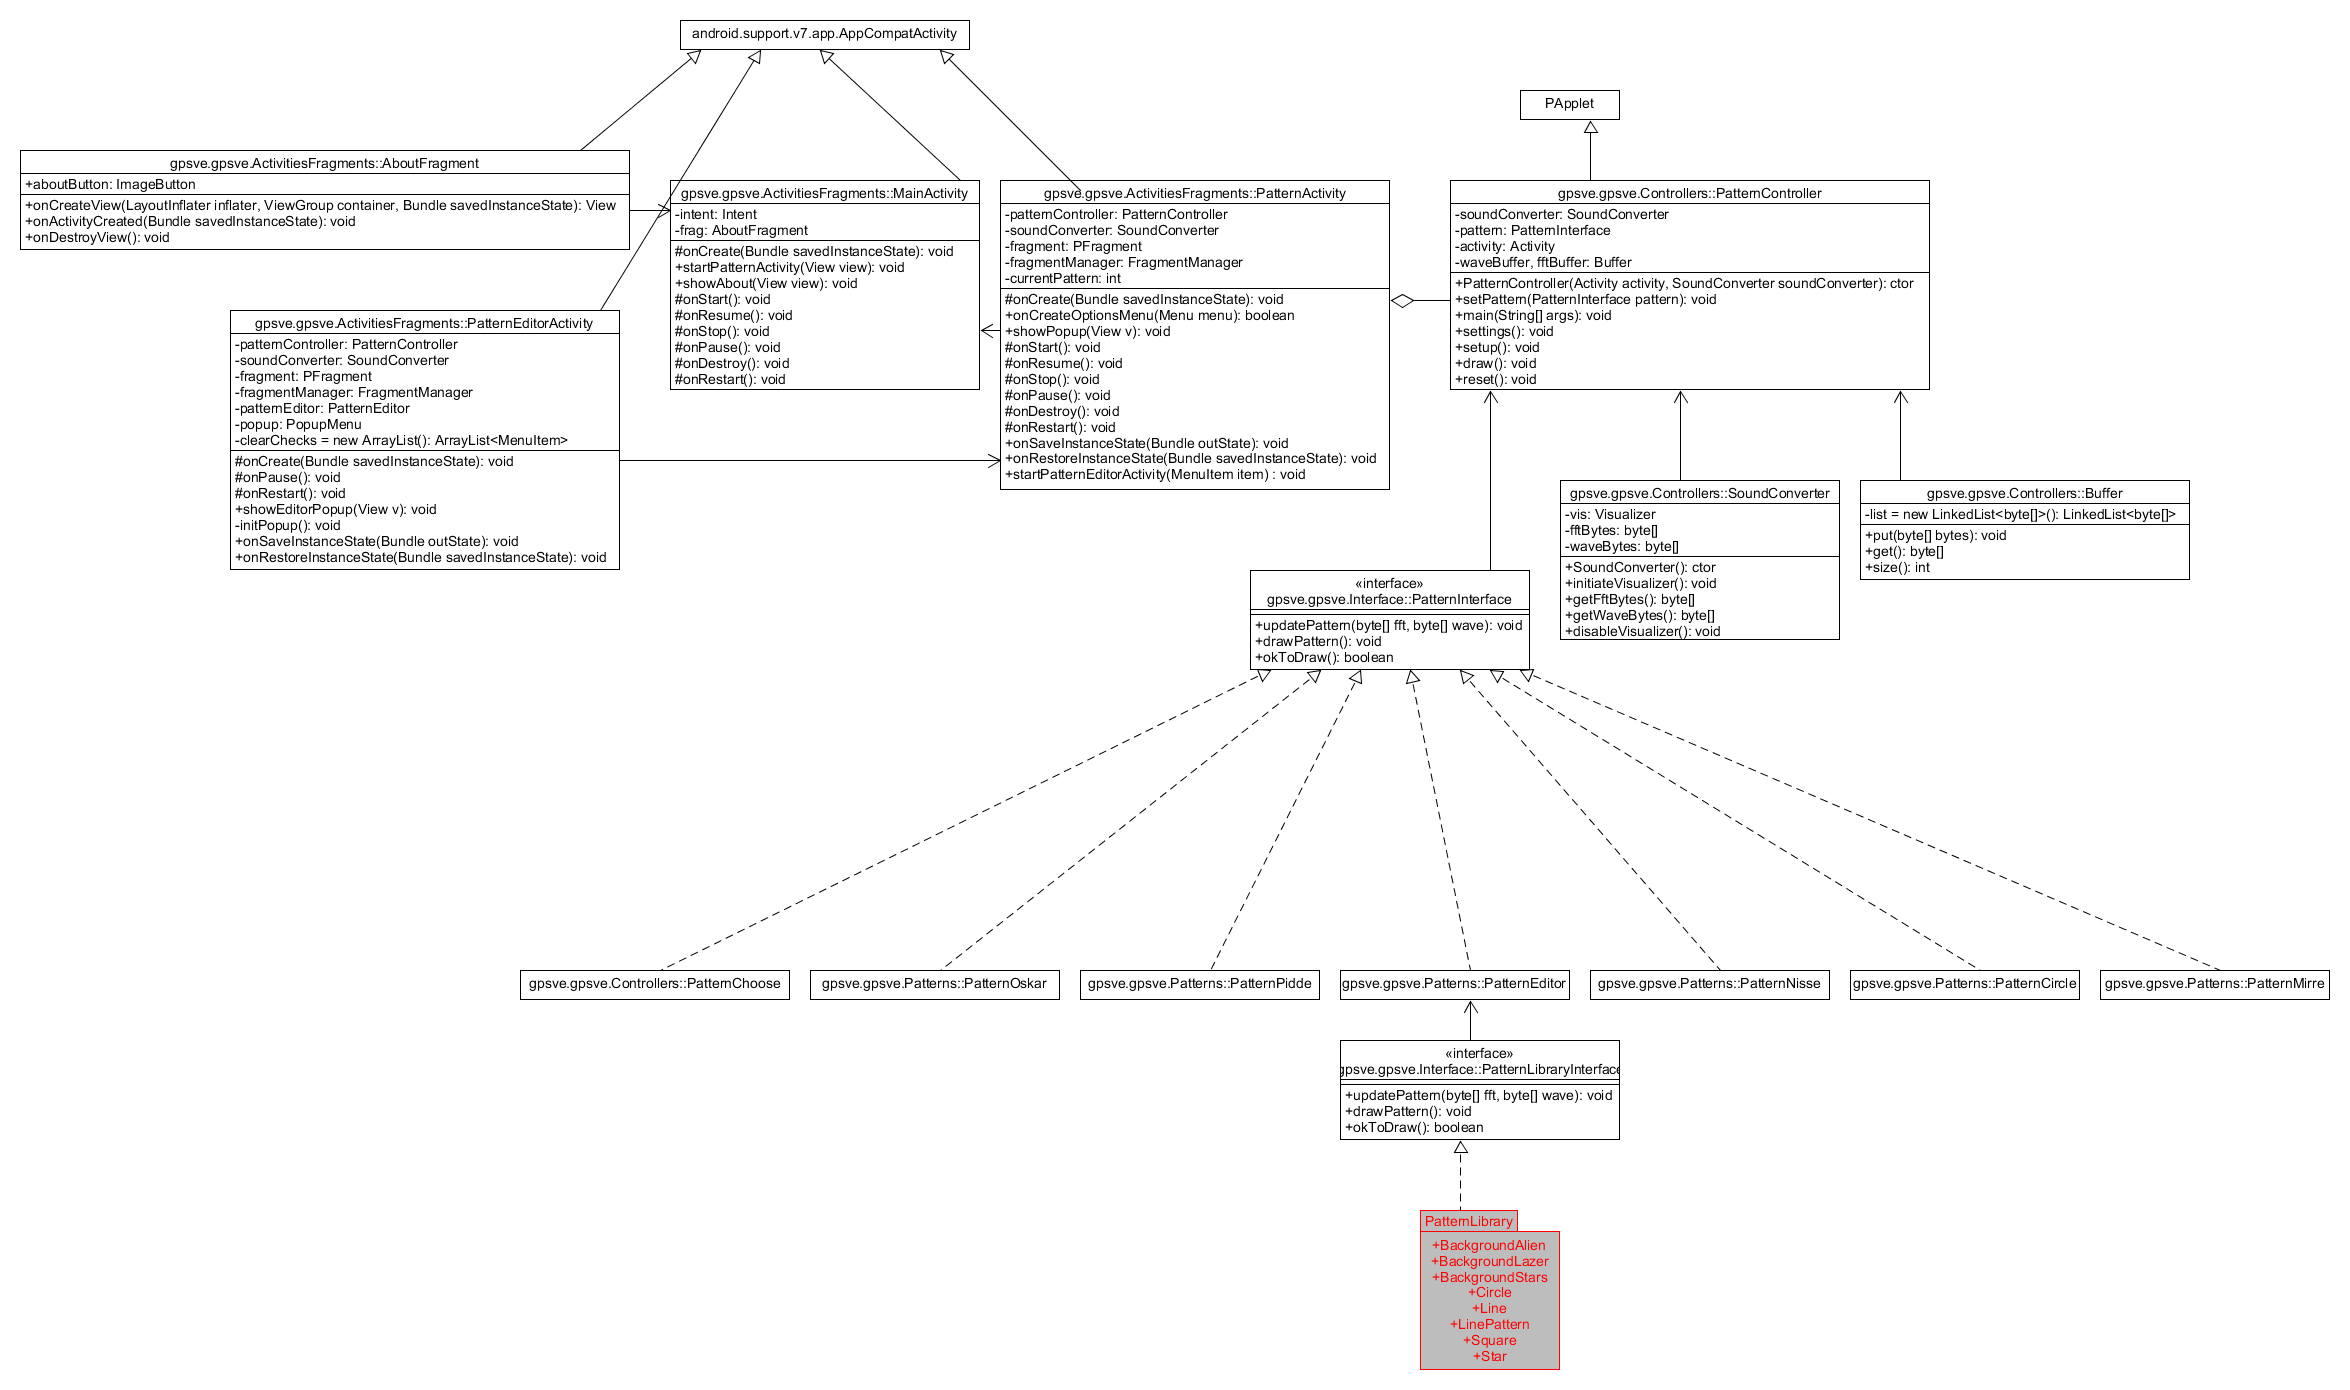 android.support.v7.app.AppCompatActivity
PApplet
gpsve.gpsve.ActivitiesFragments::AboutFragment
+aboutButton: ImageButton
+onCreateView(LayoutInflater inflater, ViewGroup container, Bundle savedInstanceState): View
+onActivityCreated(Bundle savedInstanceState): void
+onDestroyView(): void
gpsve.gpsve.ActivitiesFragments::MainActivity
-intent: Intent
-frag: AboutFragment
#onCreate(Bundle savedInstanceState): void
+startPatternActivity(View view): void
+showAbout(View view): void
#onStart(): void
#onResume(): void
#onStop(): void
#onPause(): void
#onDestroy(): void
#onRestart(): void
gpsve.gpsve.ActivitiesFragments::PatternActivity
-patternController: PatternController
-soundConverter: SoundConverter
-fragment: PFragment
-fragmentManager: FragmentManager
-currentPattern: int
#onCreate(Bundle savedInstanceState): void
+onCreateOptionsMenu(Menu menu): boolean
+showPopup(View v): void
#onStart(): void
#onResume(): void
#onStop(): void
#onPause(): void
#onDestroy(): void
#onRestart(): void
+onSaveInstanceState(Bundle outState): void
+onRestoreInstanceState(Bundle savedInstanceState): void
+startPatternEditorActivity(MenuItem item) : void
gpsve.gpsve.Controllers::PatternController
-soundConverter: SoundConverter
-pattern: PatternInterface
-activity: Activity
-waveBuffer, fftBuffer: Buffer
+PatternController(Activity activity, SoundConverter soundConverter): ctor
+setPattern(PatternInterface pattern): void
+main(String[] args): void
+settings(): void
+setup(): void
+draw(): void
+reset(): void
gpsve.gpsve.ActivitiesFragments::PatternEditorActivity
-patternController: PatternController
-soundConverter: SoundConverter
-fragment: PFragment
-fragmentManager: FragmentManager
-patternEditor: PatternEditor
-popup: PopupMenu
-clearChecks = new ArrayList(): ArrayList<MenuItem>
#onCreate(Bundle savedInstanceState): void
#onPause(): void
#onRestart(): void
+showEditorPopup(View v): void
-initPopup(): void
+onSaveInstanceState(Bundle outState): void
+onRestoreInstanceState(Bundle savedInstanceState): void
gpsve.gpsve.Controllers::SoundConverter
-vis: Visualizer
-fftBytes: byte[]
-waveBytes: byte[]
+SoundConverter(): ctor
+initiateVisualizer(): void
+getFftBytes(): byte[]
+getWaveBytes(): byte[]
+disableVisualizer(): void
gpsve.gpsve.Controllers::Buffer
-list = new LinkedList<byte[]>(): LinkedList<byte[]>
+put(byte[] bytes): void
+get(): byte[]
+size(): int
«interface»
gpsve.gpsve.Interface::PatternInterface
+updatePattern(byte[] fft, byte[] wave): void
+drawPattern(): void
+okToDraw(): boolean
gpsve.gpsve.Controllers::PatternChoose
gpsve.gpsve.Patterns::PatternOskar
gpsve.gpsve.Patterns::PatternPidde
gpsve.gpsve.Patterns::PatternEditor
gpsve.gpsve.Patterns::PatternNisse
gpsve.gpsve.Patterns::PatternCircle
gpsve.gpsve.Patterns::PatternMirre
«interface»
gpsve.gpsve.Interface::PatternLibraryInterface
+updatePattern(byte[] fft, byte[] wave): void
+drawPattern(): void
+okToDraw(): boolean
PatternLibrary
+BackgroundAlien
+BackgroundLazer
+BackgroundStars
+Circle
+Line
+LinePattern
+Square
+Star